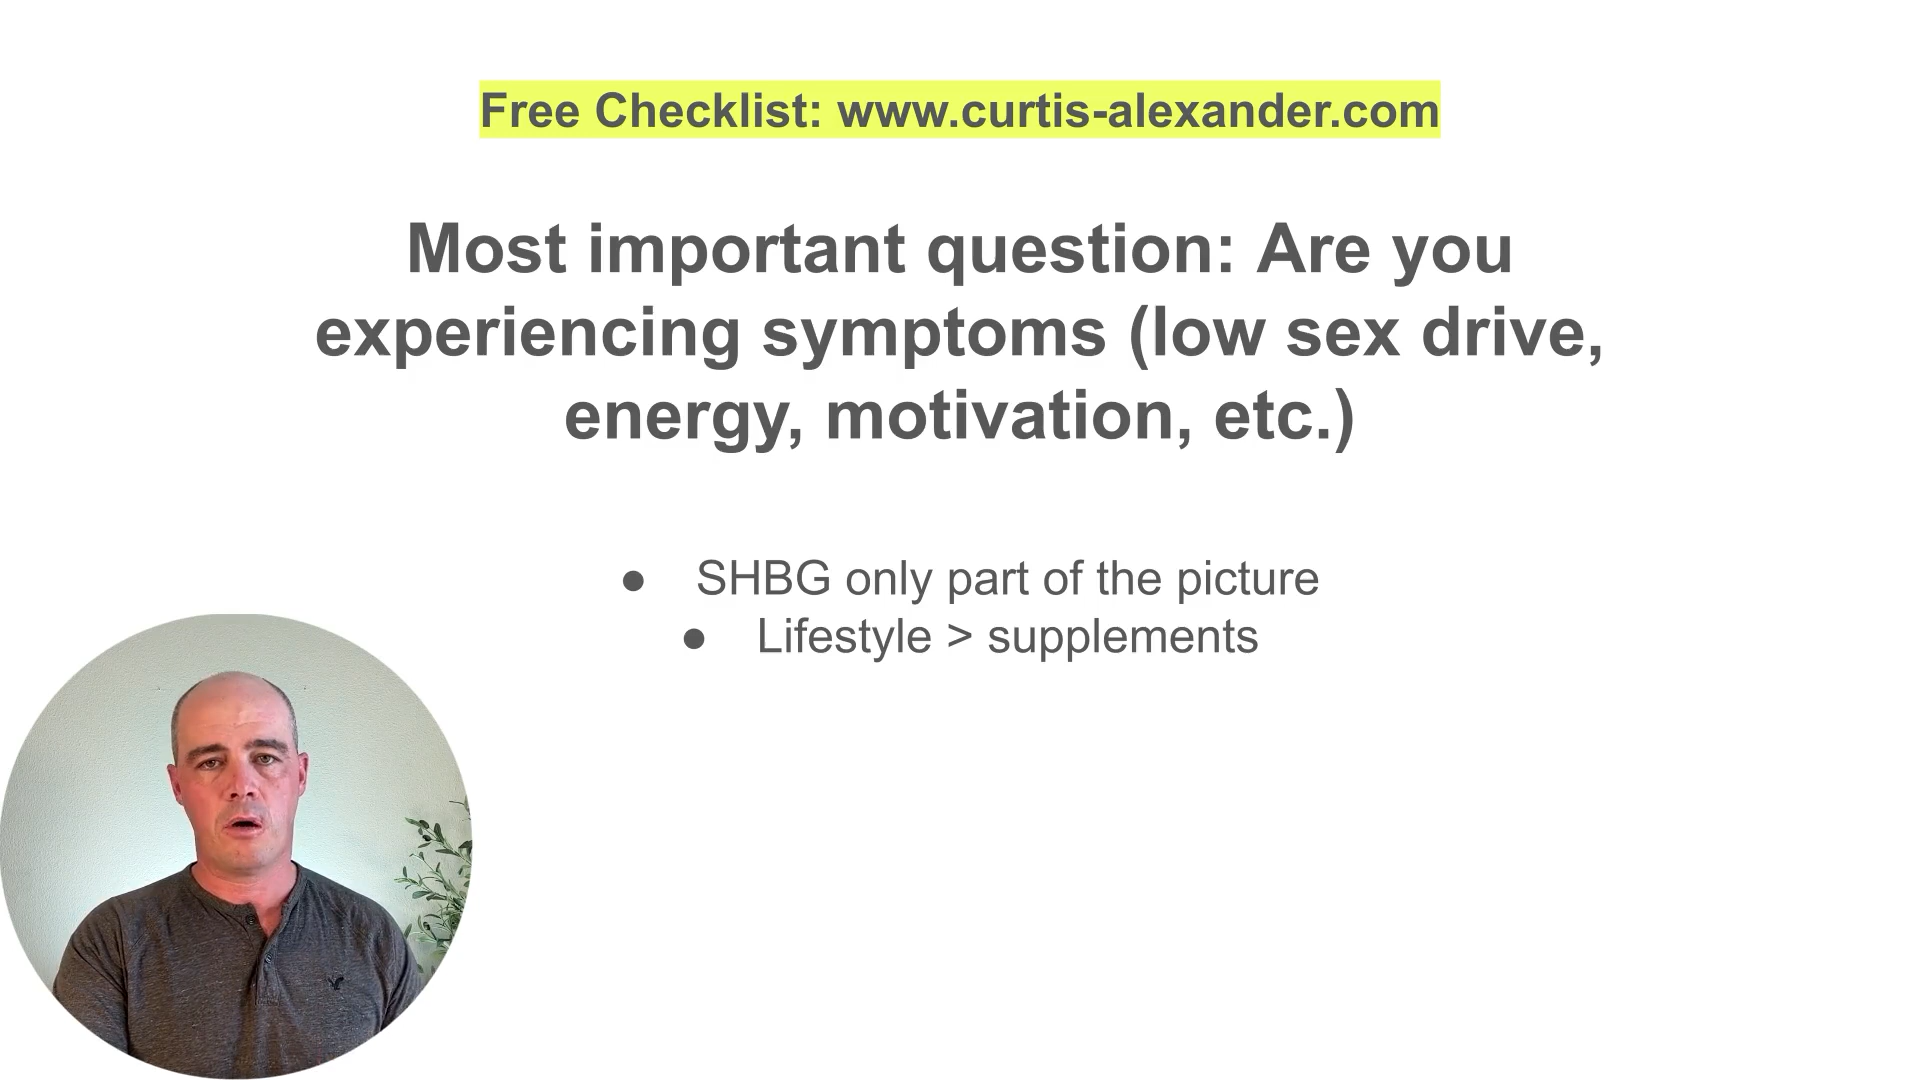 Free Checklist: www.curtis-alexander.com
Most important question: Are you
experiencing symptoms (low sex drive,
energy, motivation, etc.)
● SHBG only part of the picture
● Lifestyle > supplements